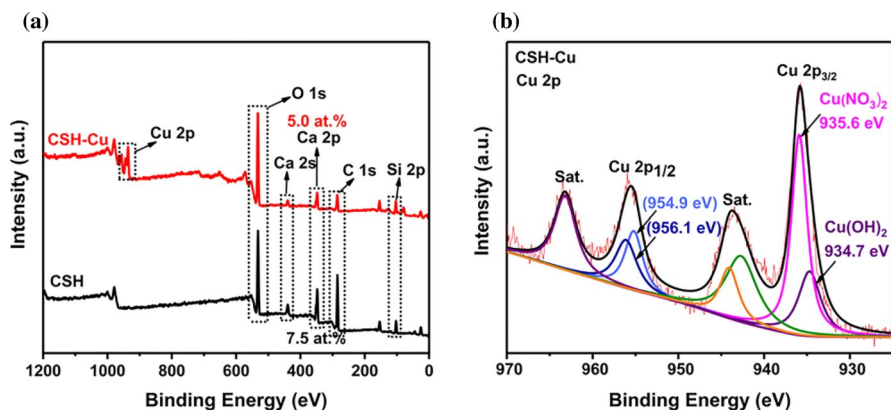 (a)
O 1s
5.0 at.%
CSH-Cu
Cu 2p
Ca 2p
Ca 2s
C 1s
Si 2p
CSH
7.5 at.%
Intensity (a.u.)
1200 1000 800 600 400 200 0
Binding Energy (eV)
(b)
CSH-Cu
Cu 2p
Cu 2p3/2
Cu(NO3)2
935.6 eV
Sat.
Cu 2p1/2
Sat.
(954.9 eV)
(956.1 eV)
Cu(OH)2
934.7 eV
Intensity (a.u.)
970 960 950 940 930
Binding Energy (eV)